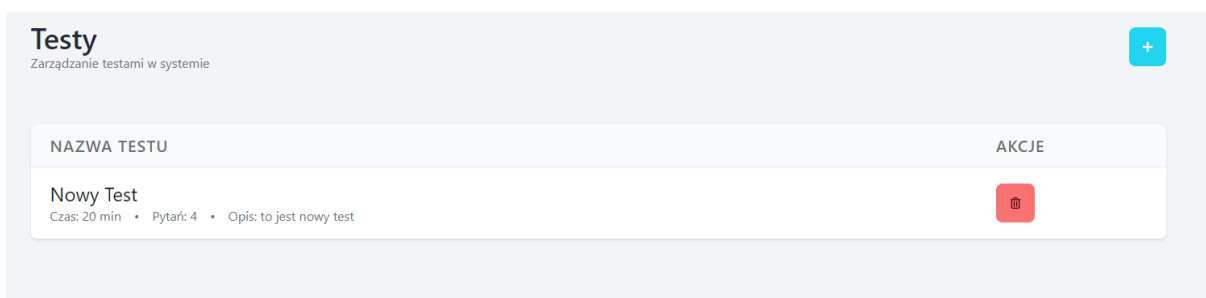 Testy
Zarządzanie testami w systemie
+
NAZWA TESTU AKCJE
Nowy Test
Czas: 20 min • Pytań: 4 • Opis: to jest nowy test